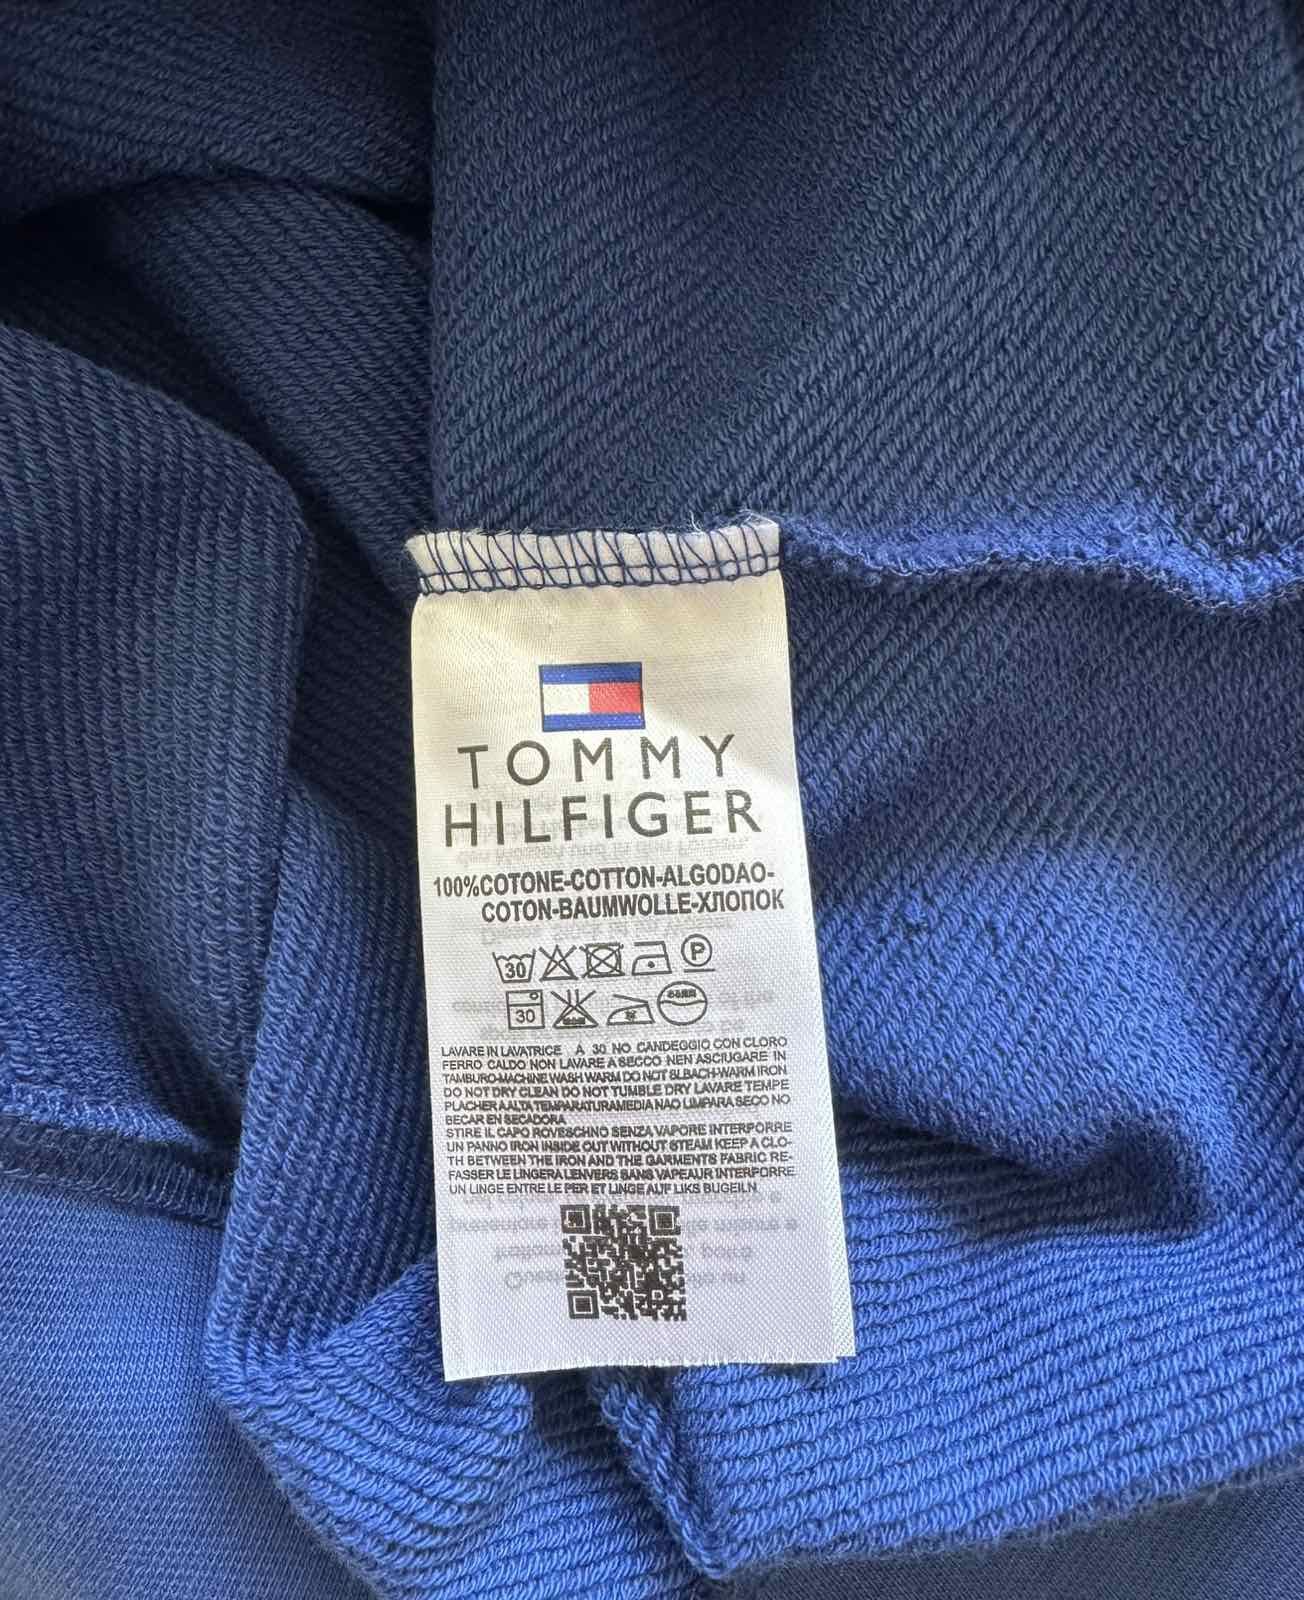 TOMMY
HILFIGER
100%COTONE-COTTON-ALGODAO-
COTON-BAUMWOLLE-ХЛОПОК
30
P
30
LAVARE IN LAVATRICE A 30 NO CANDEGGIO CON CLORO
FERRO CALDO NON LAVARE A SECCO NEN ASCIUGARE IN
TAMBURO-MACHINE WASH WARM DO NOT BLBACH-WARM IRON
DO NOT DRY CLEAN DO NOT TUMBLE DRY LAVARE TEMPE
PLACHER A ALTA TEMPARATURAMEDIA NAO LIMPARA SECO NO
BECAR EN SECADORA
STIRE IL CAPO ROVESCHNO SENZA VAPORE INTERPORRE
UN PANNO IRON INSIDE OUT WITHOUT STEAM KEEP A CLO-
TH BETWEEN THE IRON AND THE GARMENTS FABRIC RE-
FASSER LE LINGERA LENVERS SANS VAPEAUR INTERFORRE
UN LINGE ENTRE LE PER ET LINGE AUF LIKS BUGEILN